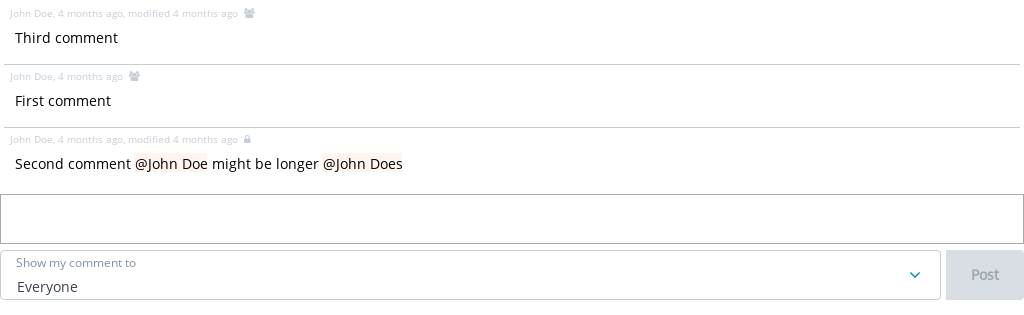 John Doe, 4 months ago, modified 4 months ago
Third comment
John Doe, 4 months ago
First comment
John Doe, 4 months ago, modified 4 months ago
Second comment @John Doe might be longer @John Does
Show my comment to
Everyone
Post